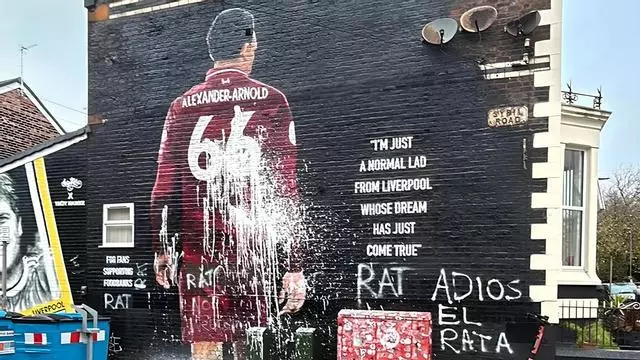 ALEXANDER-ARNOLD
66
"I'M JUST
A NORMAL LAD
FROM LIVERPOOL
WHOSE DREAM
HAS JUST
COME TRUE"
SYBIL
ROAD
FOR FANS
SUPPORTING
FOODBANKS
RAT
RAT
NOT
RAT
ADIOS
EL
RATA
LIVERPOOL